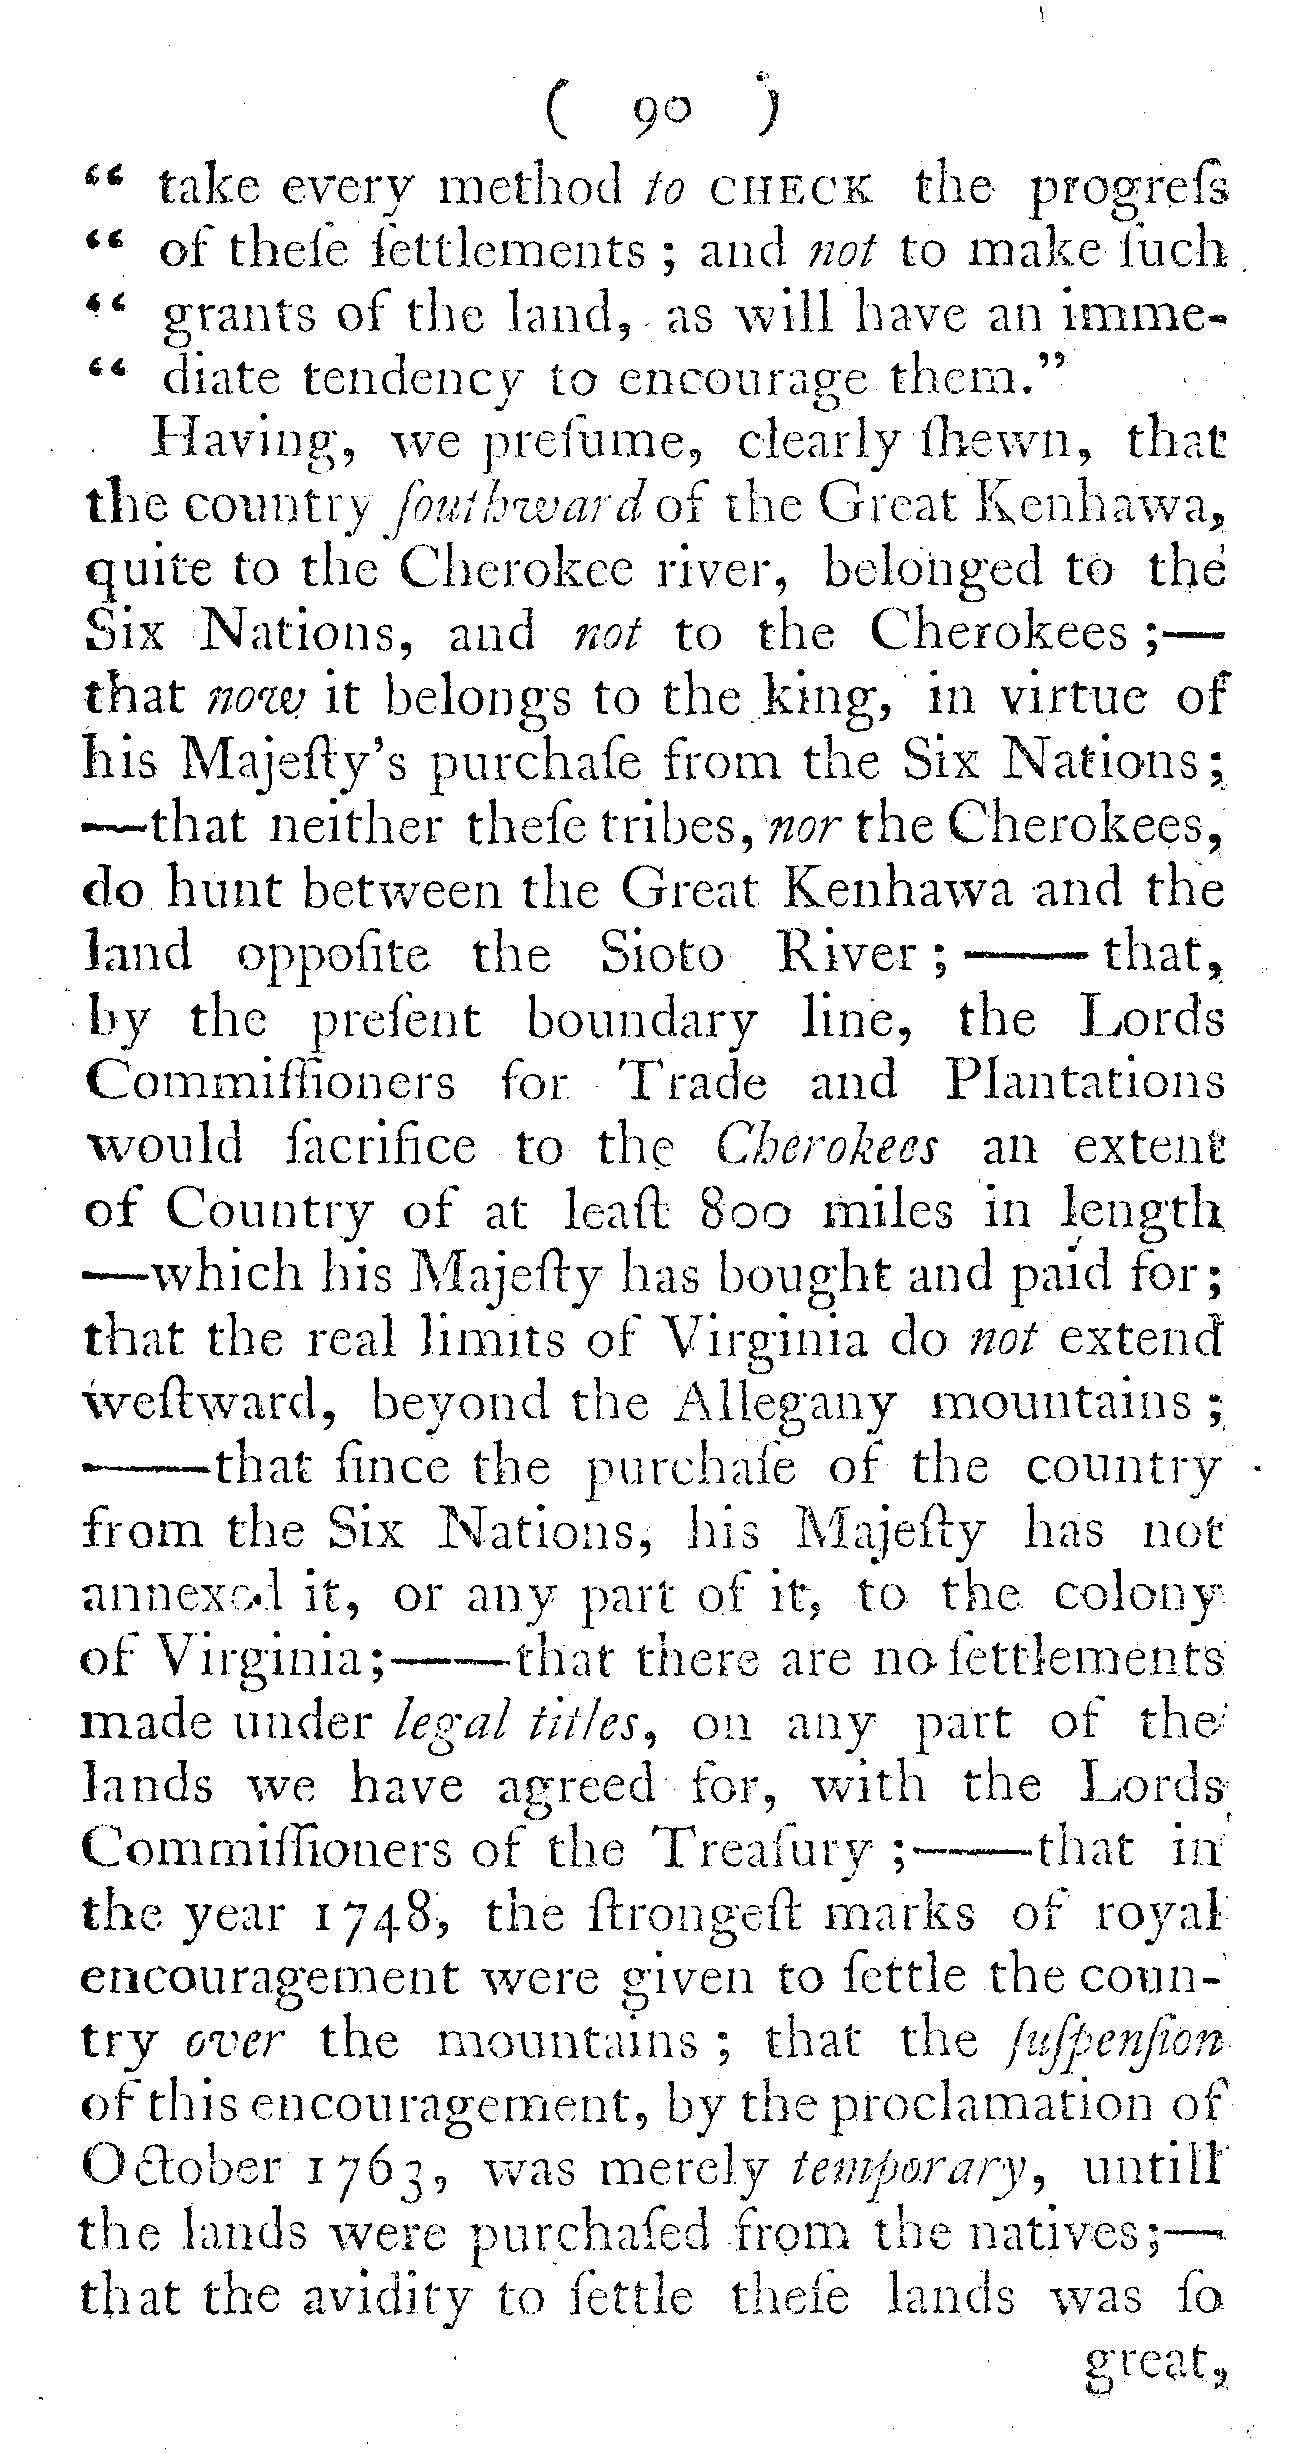 ( 90 )
“ take every method to CHECK the progreſs
“ of theſe ſettlements ; and not to make ſuch
“ grants of the land, as will have an imme-
“ diate tendency to encourage them.”
Having, we preſume, clearly ſhewn, that
the country ſouthward of the Great Kenhawa,
quite to the Cherokee river, belonged to the
Six Nations, and not to the Cherokees ;—
that now it belongs to the king, in virtue of
his Majeſty’s purchaſe from the Six Nations ;
—that neither theſe tribes, nor the Cherokees,
do hunt between the Great Kenhawa and the
land oppoſite the Sioto River ; —— that,
by the preſent boundary line, the Lords
Commiſſioners for Trade and Plantations
would ſacrifice to the Cherokees an extent
of Country of at leaſt 800 miles in length
—which his Majeſty has bought and paid for ;
that the real limits of Virginia do not extend
weſtward, beyond the Allegany mountains ;
——that ſince the purchaſe of the country
from the Six Nations, his Majeſty has not
annexed it, or any part of it, to the colony
of Virginia ;——that there are no ſettlements
made under legal titles, on any part of the
lands we have agreed for, with the Lords
Commiſſioners of the Treaſury ;——that in
the year 1748, the ſtrongeſt marks of royal
encouragement were given to ſettle the coun-
try over the mountains ; that the ſuſpenſion
of this encouragement, by the proclamation of
October 1763, was merely temporary, untill
the lands were purchaſed from the natives ;—
that the avidity to ſettle theſe lands was ſo
great,